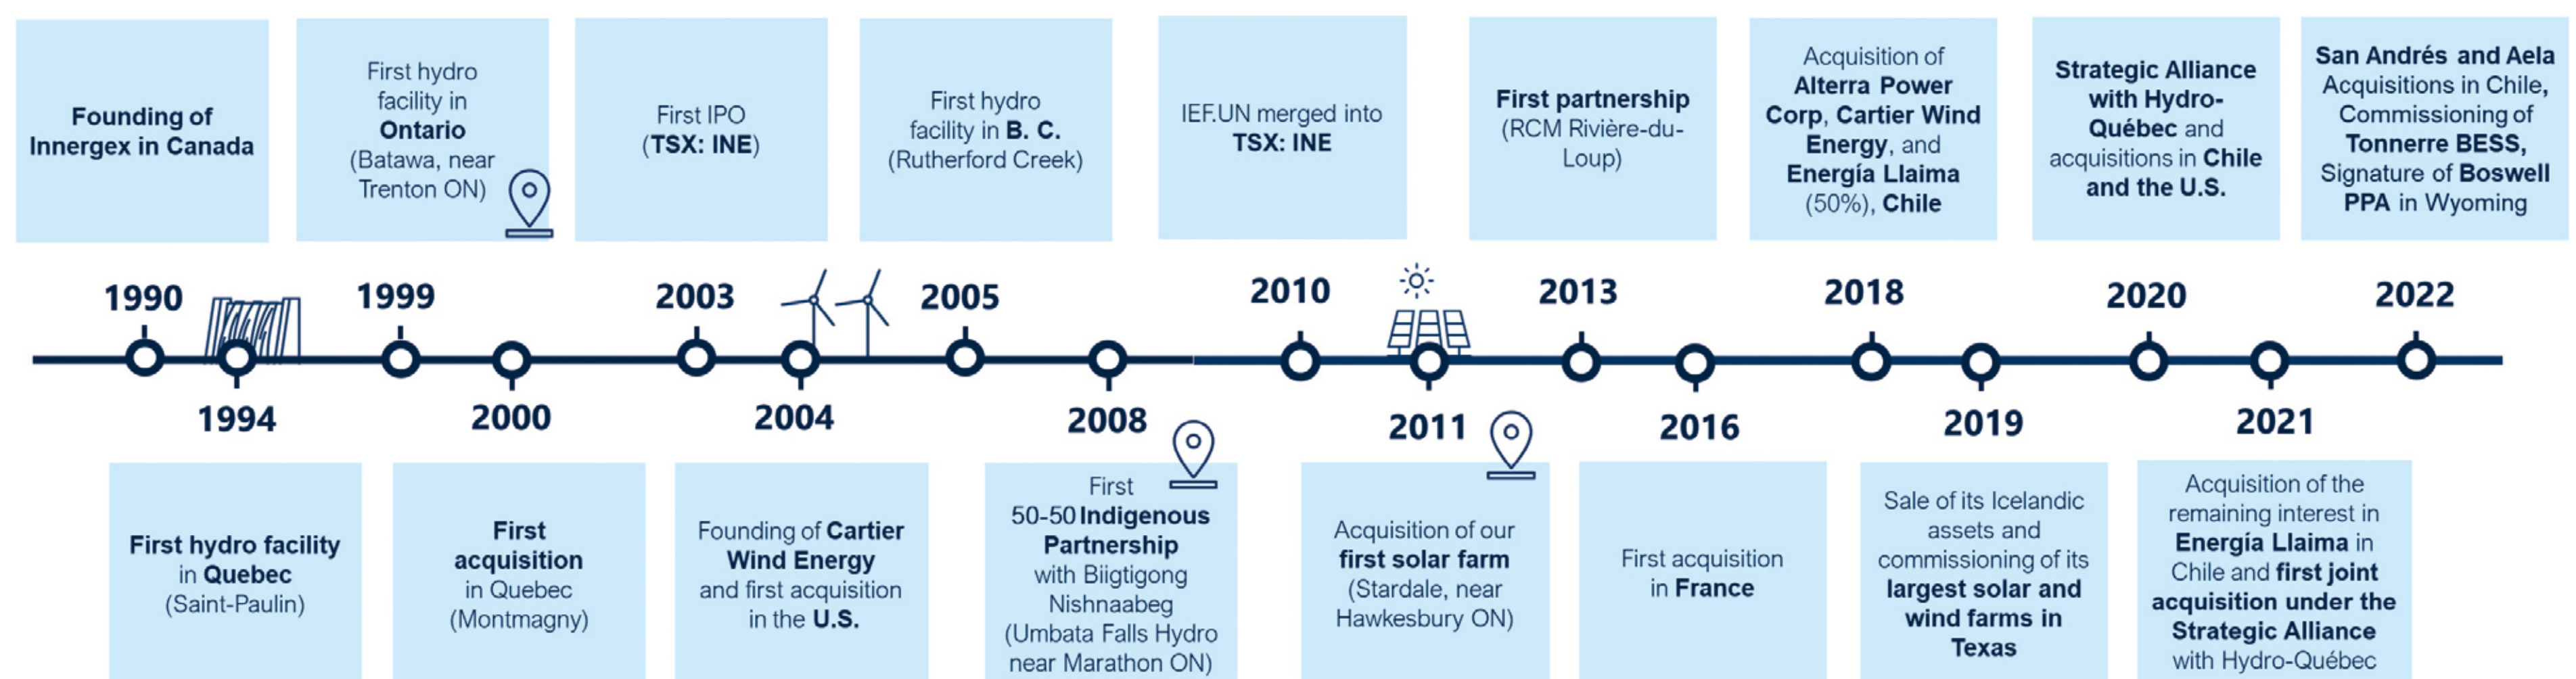 Founding of
Innergex in Canada
First hydro
facility in
Ontario
(Batawa, near
Trenton ON)
First IPO
(TSX: INE)
First hydro
facility in B. C.
(Rutherford Creek)
IEF.UN merged into
TSX: INE
First partnership
(RCM Rivière-du-
Loup)
Acquisition of
Alterra Power
Corp, Cartier Wind
Energy, and
Energía Llaima
(50%), Chile
Strategic Alliance
with Hydro-
Québec and
acquisitions in Chile
and the U.S.
San Andrés and Aela
Acquisitions in Chile,
Commissioning of
Tonnerre BESS,
Signature of Boswell
PPA in Wyoming
1990
1999
2003
2005
2010
2013
2018
2020
2022
1994
2000
2004
2008
2011
2016
2019
2021
First hydro facility
in Quebec
(Saint-Paulin)
First
acquisition
in Quebec
(Montmagny)
Founding of Cartier
Wind Energy
and first acquisition
in the U.S.
First
50-50 Indigenous
Partnership
with Biigtigong
Nishnaabeg
(Umbata Falls Hydro
near Marathon ON)
Acquisition of our
first solar farm
(Stardale, near
Hawkesbury ON)
First acquisition
in France
Sale of its Icelandic
assets and
commissioning of its
largest solar and
wind farms in
Texas
Acquisition of the
remaining interest in
Energía Llaima in
Chile and first joint
acquisition under the
Strategic Alliance
with Hydro-Québec